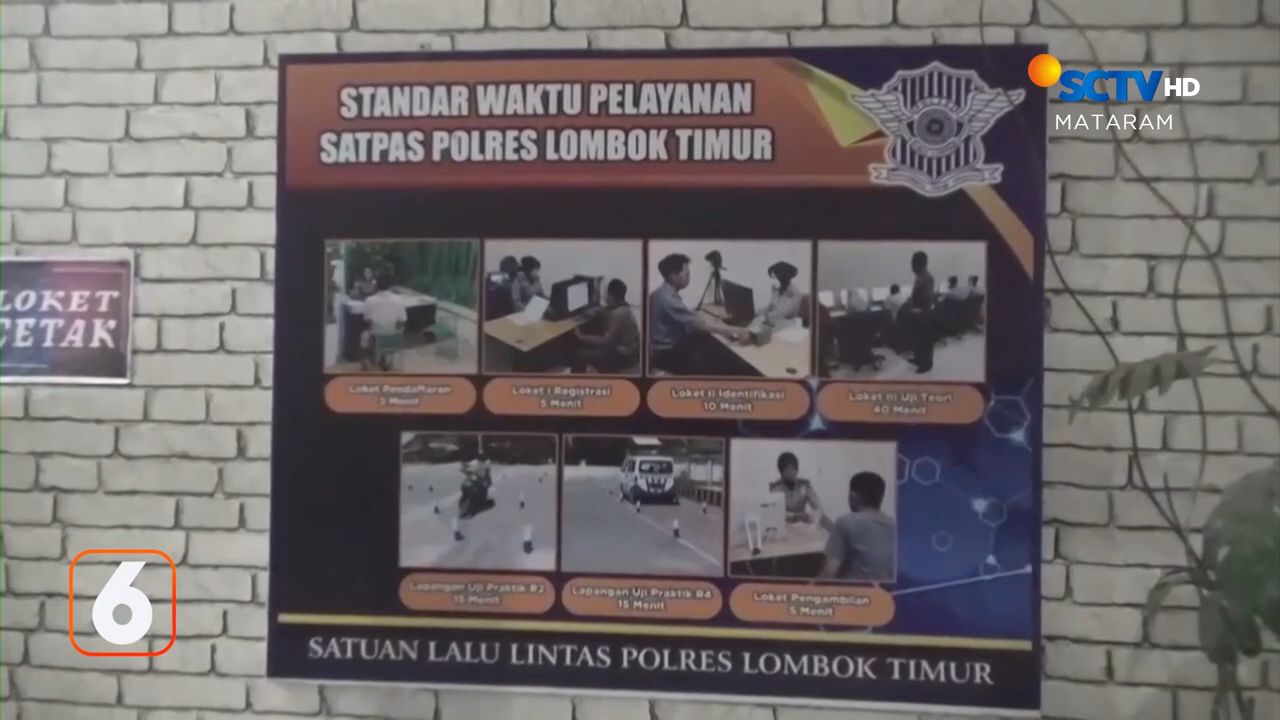 SCTV HD
MATARAM
STANDAR WAKTU PELAYANAN
SATPAS POLRES LOMBOK TIMUR
LOKET
CETAK
Loket Pendaftaran
5 Menit
Loket I Registrasi
5 Menit
Loket II Identifikasi
10 Menit
Loket III Uji Teori
40 Menit
Lapangan Uji Praktik R2
15 Menit
Lapangan Uji Praktik R4
15 Menit
Loket Pengambilan
5 Menit
SATUAN LALU LINTAS POLRES LOMBOK TIMUR
6